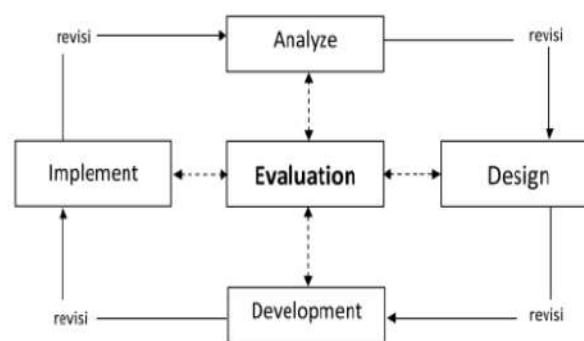 revisi
Analyze
revisi
Implement
Evaluation
Design
revisi
Development
revisi